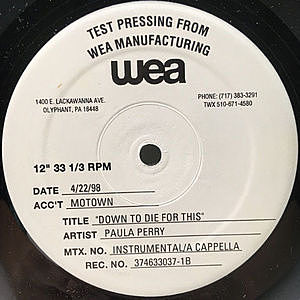 TEST PRESSING FROM
WEA MANUFACTURING
wea
1400 E. LACKAWANNA AVE.
OLYPHANT, PA 18448
PHONE: (717) 383-3291
TWX 510-671-4580
12" 33 1/3 RPM
DATE 4/22/98
ACC'T MOTOWN
TITLE "DOWN TO DIE FOR THIS"
ARTIST PAULA PERRY
MTX. NO. INSTRUMENTAL/A CAPPELLA
REC. NO. 374633037-1B